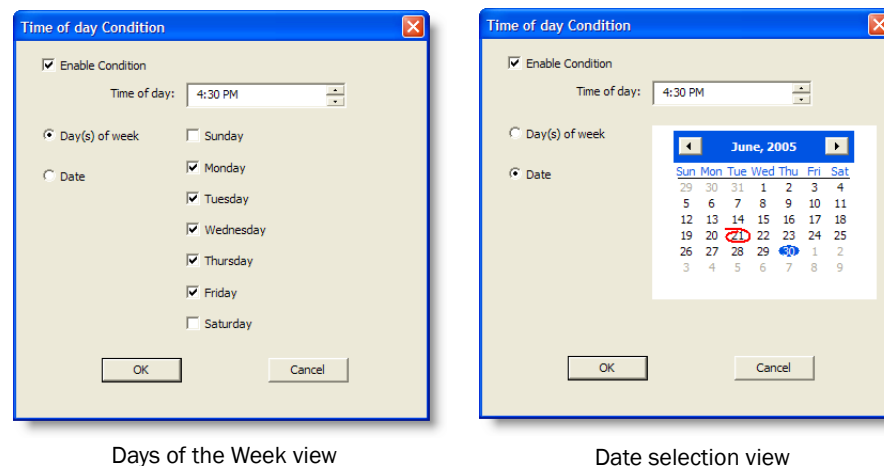 Time of day Condition
Enable Condition
Time of day: 4:30 PM
Day(s) of week
Date
Sunday
Monday
Tuesday
Wednesday
Thursday
Friday
Saturday
OK Cancel
Days of the Week view
Time of day Condition
Enable Condition
Time of day: 4:30 PM
Day(s) of week
Date
June, 2005
Sun Mon Tue Wed Thu Fri Sat
29 30 31 1 2 3 4
5 6 7 8 9 10 11
12 13 14 15 16 17 18
19 20 21 22 23 24 25
26 27 28 29 30 1 2
3 4 5 6 7 8 9
OK Cancel
Date selection view